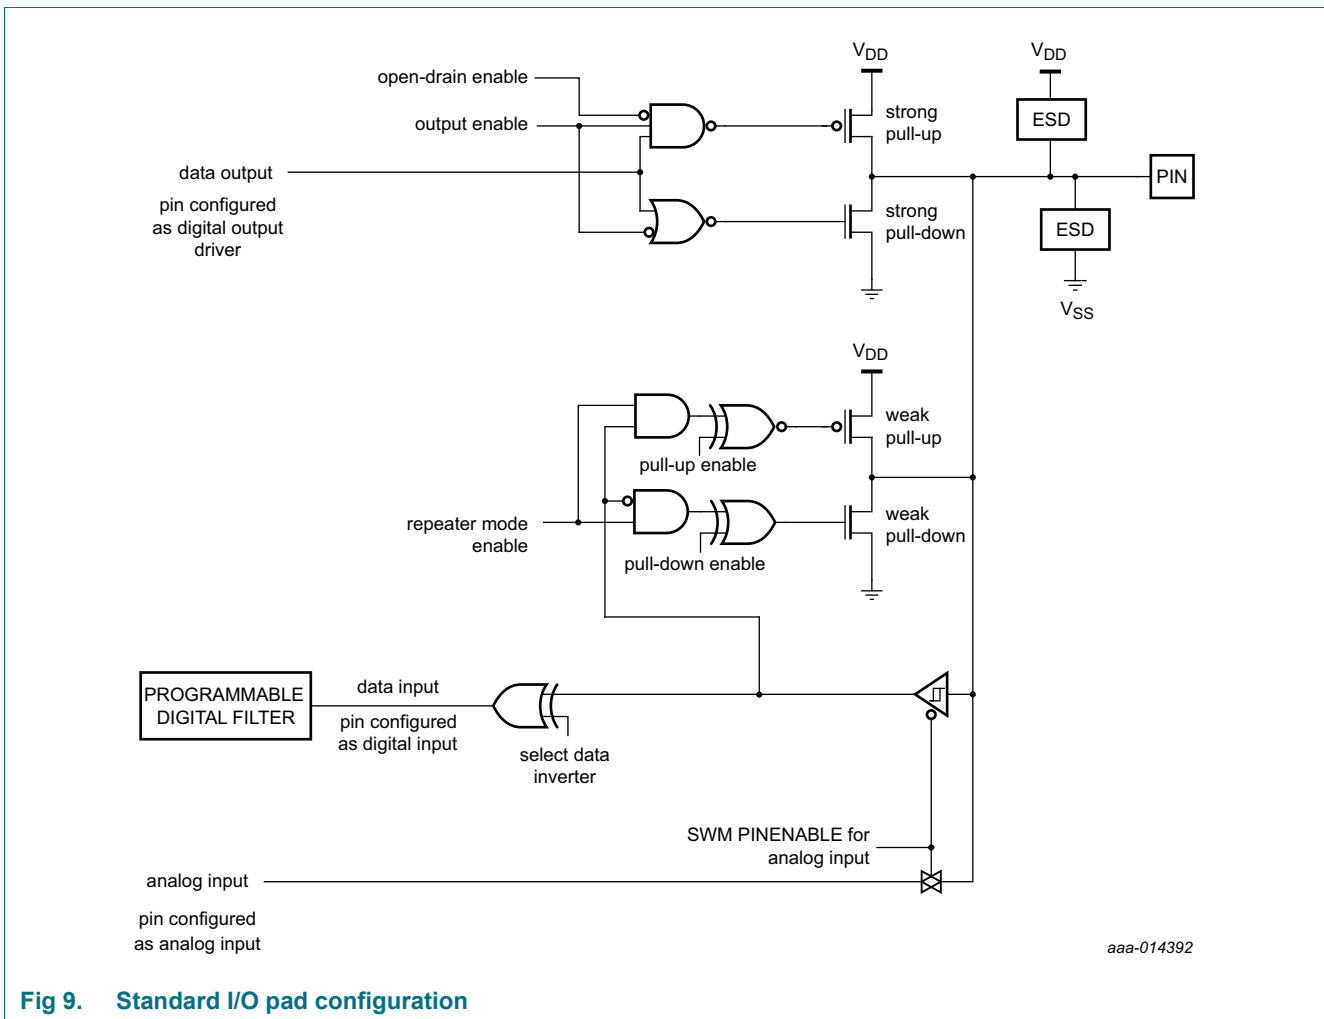 VDD
VDD
open-drain enable
output enable
strong
pull-up
ESD
data output
PIN
pin configured
as digital output
driver
strong
pull-down
ESD
VSS
VDD
weak
pull-up
pull-up enable
repeater mode
enable
weak
pull-down
pull-down enable
PROGRAMMABLE
DIGITAL FILTER
data input
pin configured
as digital input
select data
inverter
SWM PINENABLE for
analog input
analog input
pin configured
as analog input
aaa-014392
Fig 9. Standard I/O pad configuration